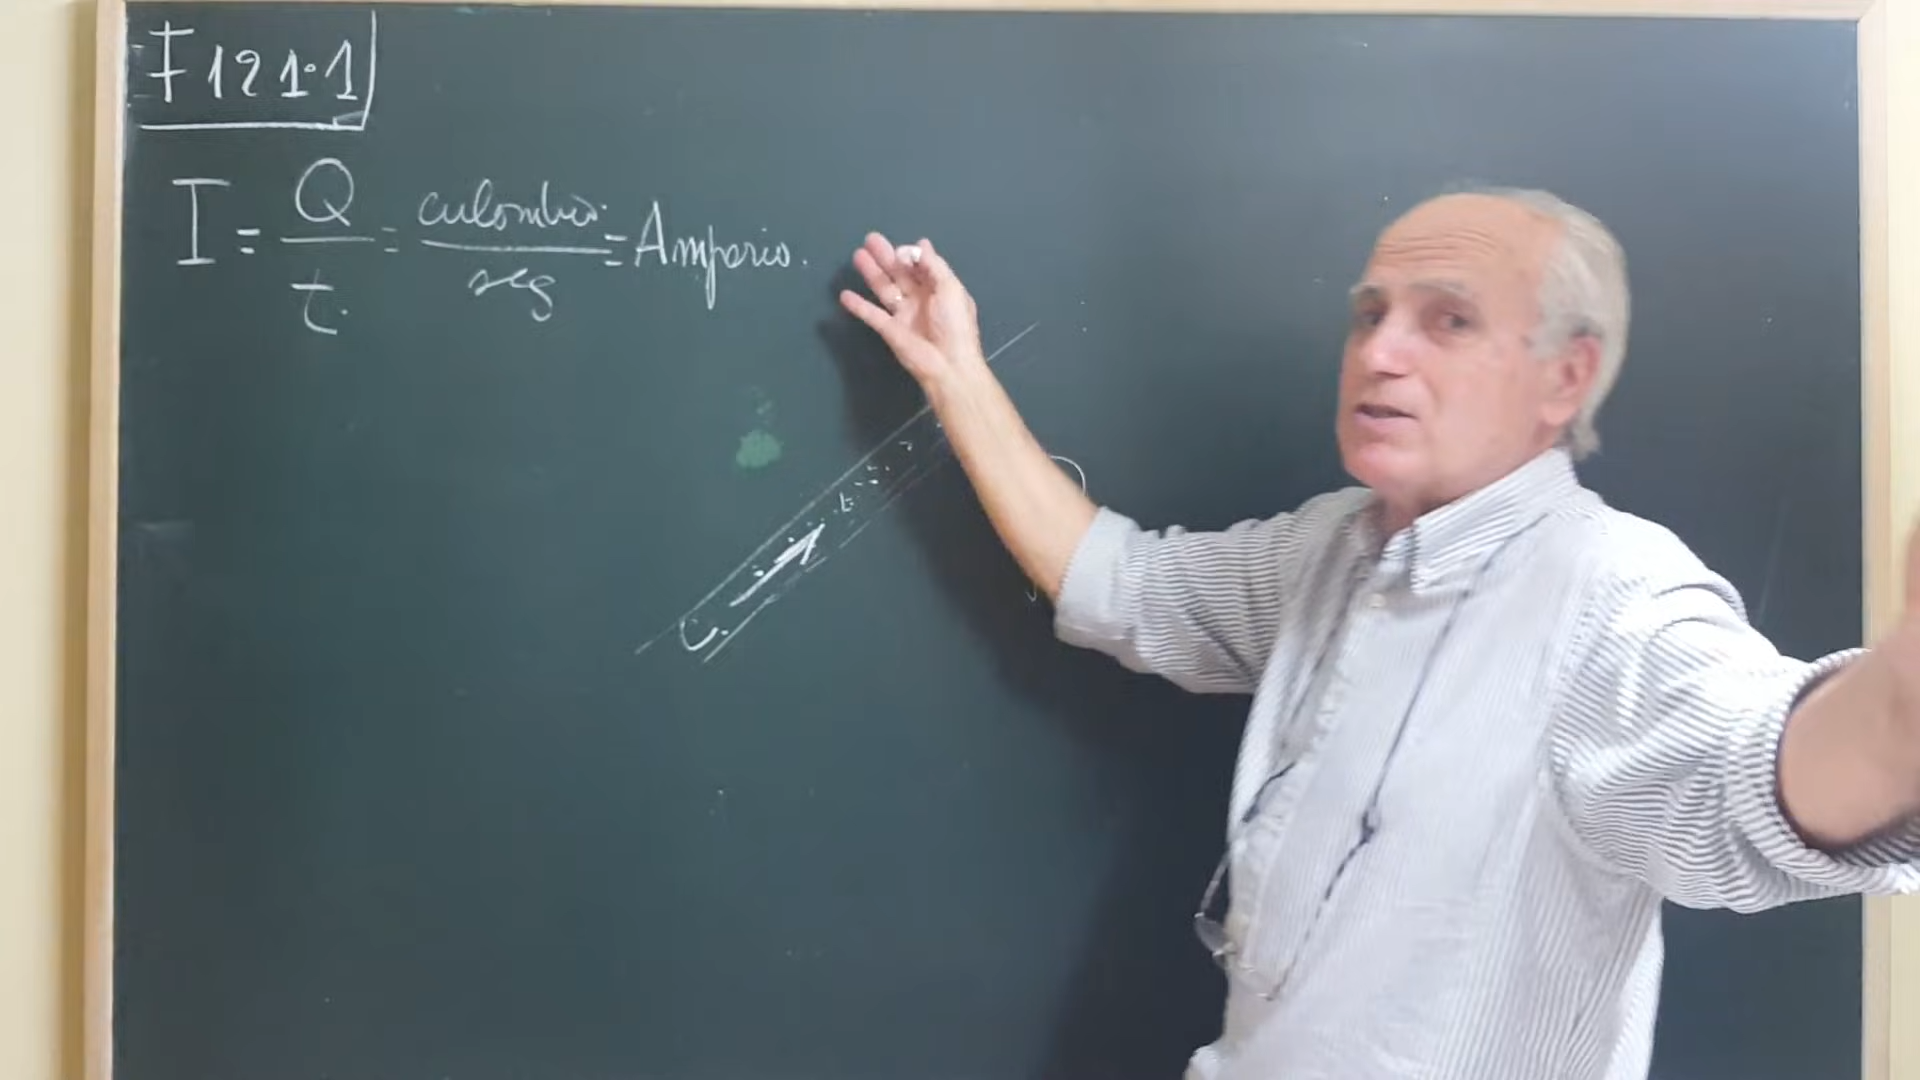 F121.1
I = Q/t = culombio/seg = Amperio.